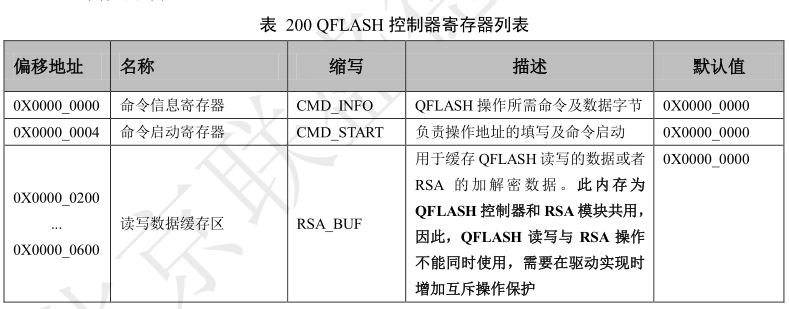 表 200 QFLASH 控制器寄存器列表
偏移地址 名称 缩写 描述 默认值
0X0000_0000 命令信息寄存器 CMD_INFO QFLASH 操作所需命令及数据字节 0X0000_0000
0X0000_0004 命令启动寄存器 CMD_START 负责操作地址的填写及命令启动 0X0000_0000
0X0000_0200
...
0X0000_0600
读写数据缓存区
RSA_BUF
用于缓存 QFLASH 读写的数据或者
RSA 的加解密数据。此内存为
QFLASH 控制器和 RSA 模块共用，
因此，QFLASH 读写与 RSA 操作
不能同时使用，需要在驱动实现时
增加互斥操作保护
0X0000_0000
北京联盛德